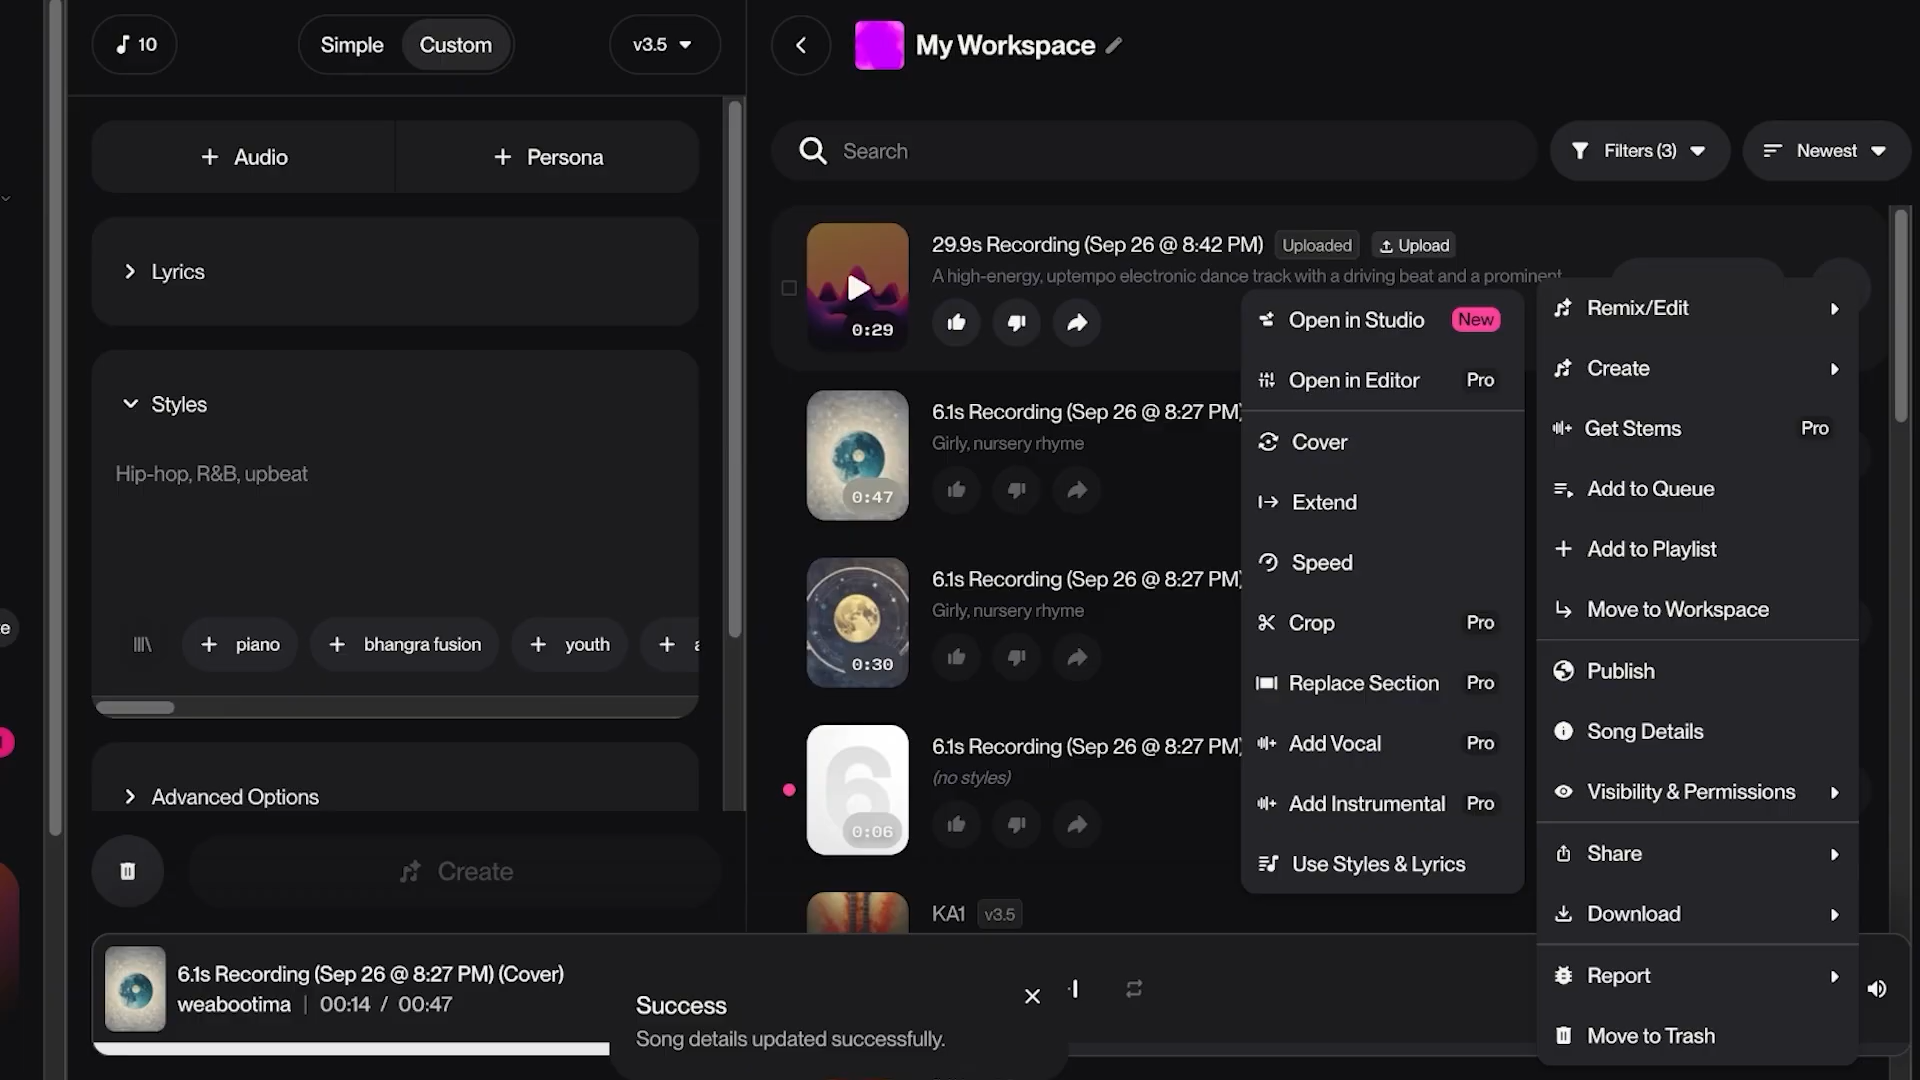 10
Simple
Custom
v3.5
Audio
Persona
Lyrics
Styles
Hip-hop, R&B, upbeat
piano
bhangra fusion
youth
Advanced Options
Create
6.1s Recording (Sep 26 @ 8:27 PM) (Cover)
weabootima | 00:14 / 00:47
Success
Song details updated successfully.
My Workspace
Search
Filters (3)
Newest
29.9s Recording (Sep 26 @ 8:42 PM) Uploaded Upload
A high-energy, uptempo electronic dance track with a driving beat and a prominent
0:29
6.1s Recording (Sep 26 @ 8:27 PM)
Girly, nursery rhyme
0:47
6.1s Recording (Sep 26 @ 8:27 PM)
Girly, nursery rhyme
0:30
6.1s Recording (Sep 26 @ 8:27 PM)
(no styles)
6
0:06
KA1 v3.5
Open in Studio New
Open in Editor Pro
Cover
Extend
Speed
Crop Pro
Replace Section Pro
Add Vocal Pro
Add Instrumental Pro
Use Styles & Lyrics
Remix/Edit
Create
Get Stems Pro
Add to Queue
Add to Playlist
Move to Workspace
Publish
Song Details
Visibility & Permissions
Share
Download
Report
Move to Trash